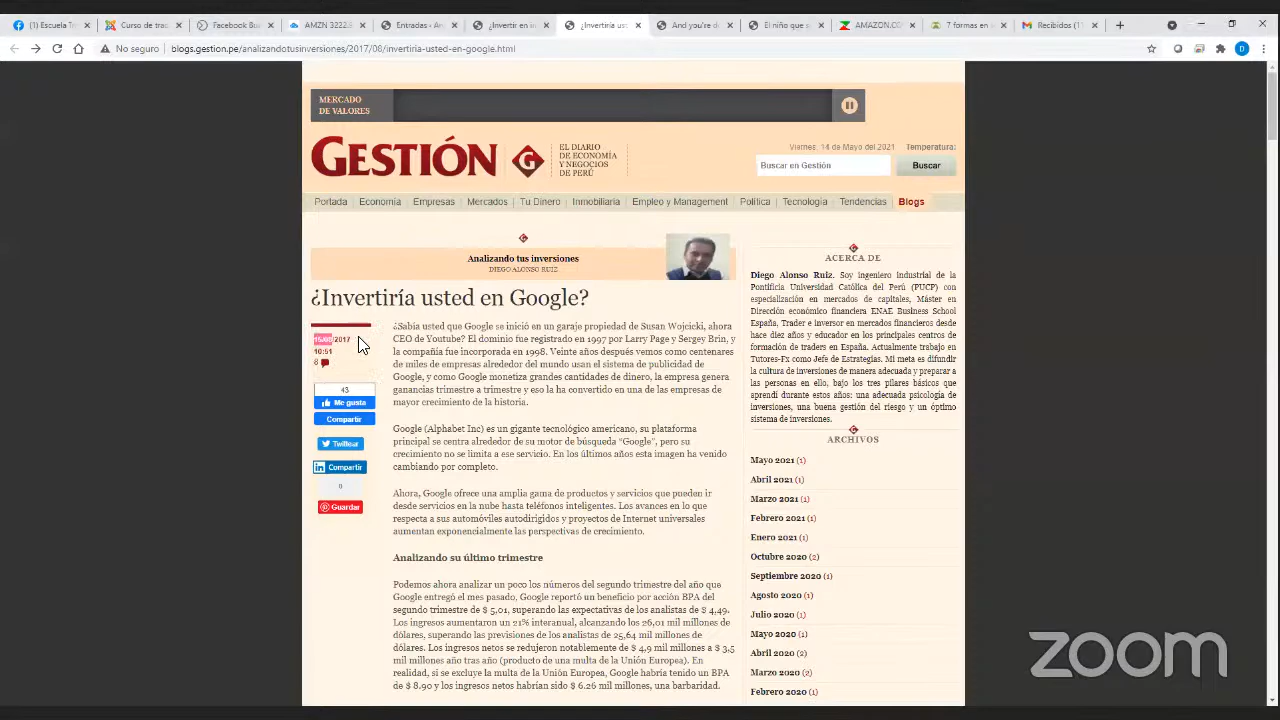 (1) Escuela Tr
Curso de trad
Facebook Bus
AMZN 3222.8
Entradas ‹ An
¿Invertir en su
¿Invertiría ust
And you're do
El niño que s
AMAZON.CO
7 formas en
Recibidos (11
No seguro | blogs.gestion.pe/analizandotusinversiones/2017/08/invertiria-usted-en-google.html
MERCADO
DE VALORES
GESTIÓN
G
EL DIARIO
DE ECONOMÍA
Y NEGOCIOS
DE PERÚ
Viernes, 14 de Mayo del 2021 Temperatura:
Buscar en Gestión
Buscar
Portada Economía Empresas Mercados Tu Dinero Inmobiliaria Empleo y Management Política Tecnología Tendencias Blogs
Analizando tus inversiones
DIEGO ALONSO RUIZ
¿Invertiría usted en Google?
2017
10:51
8
43
Me gusta
Compartir
Twittear
in Compartir
Guardar
¿Sabía usted que Google se inició en un garaje propiedad de Susan Wojcicki, ahora
CEO de Youtube? El dominio fue registrado en 1997 por Larry Page y Sergey Brin, y
la compañía fue incorporada en 1998. Veinte años después vemos como centenares
de miles de empresas alrededor del mundo usan el sistema de publicidad de
Google, y como Google monetiza grandes cantidades de dinero, la empresa genera
ganancias trimestre a trimestre y eso la ha convertido en una de las empresas de
mayor crecimiento de la historia.
Google (Alphabet Inc) es un gigante tecnológico americano, su plataforma
principal se centra alrededor de su motor de búsqueda "Google", pero su
crecimiento no se limita a ese servicio. En los últimos años esta imagen ha venido
cambiando por completo.
Ahora, Google ofrece una amplia gama de productos y servicios que pueden ir
desde servicios en la nube hasta teléfonos inteligentes. Los avances en lo que
respecta a sus automóviles autodirigidos y proyectos de Internet universales
aumentan exponencialmente las perspectivas de crecimiento.
Analizando su último trimestre
Podemos ahora analizar un poco los números del segundo trimestre del año que
Google entregó el mes pasado. Google reportó un beneficio por acción BPA del
segundo trimestre de $ 5,01, superando las expectativas de los analistas de $ 4,49.
Los ingresos aumentaron un 21% interanual, alcanzando los 26,01 mil millones de
dólares, superando las previsiones de los analistas de 25,64 mil millones de
dólares. Los ingresos netos se redujeron notablemente de $ 4,9 mil millones a $ 3,5
mil millones año tras año (producto de una multa de la Unión Europea). En
realidad, si se excluye la multa de la Unión Europea, Google habría tenido un BPA
de $ 8.90 y los ingresos netos habrían sido $ 6.26 mil millones, una barbaridad.
ACERCA DE
Diego Alonso Ruiz. Soy ingeniero industrial de la
Pontificia Universidad Católica del Perú (PUCP) con
especialización en mercados de capitales, Máster en
Dirección económico financiera ENAE Business School
España, Trader e inversor en mercados financieros desde
hace diez años y educado en los principales centros de
formación de traders en España. Actualmente trabajo en
Tutores-Fx como Jefe de Estrategias. Mi meta es difundir
la cultura de inversiones de manera adecuada y preparar a
las personas en ello, bajo los tres pilares básicos que
aprendí durante estos años: una adecuada psicología de
inversiones, una buena gestión del riesgo y un óptimo
sistema de inversiones.
ARCHIVOS
Mayo 2021 (1)
Abril 2021 (1)
Marzo 2021 (1)
Febrero 2021 (1)
Enero 2021 (1)
Octubre 2020 (2)
Septiembre 2020 (1)
Agosto 2020 (1)
Julio 2020 (1)
Mayo 2020 (1)
Abril 2020 (2)
Marzo 2020 (2)
Febrero 2020 (1)
zoom